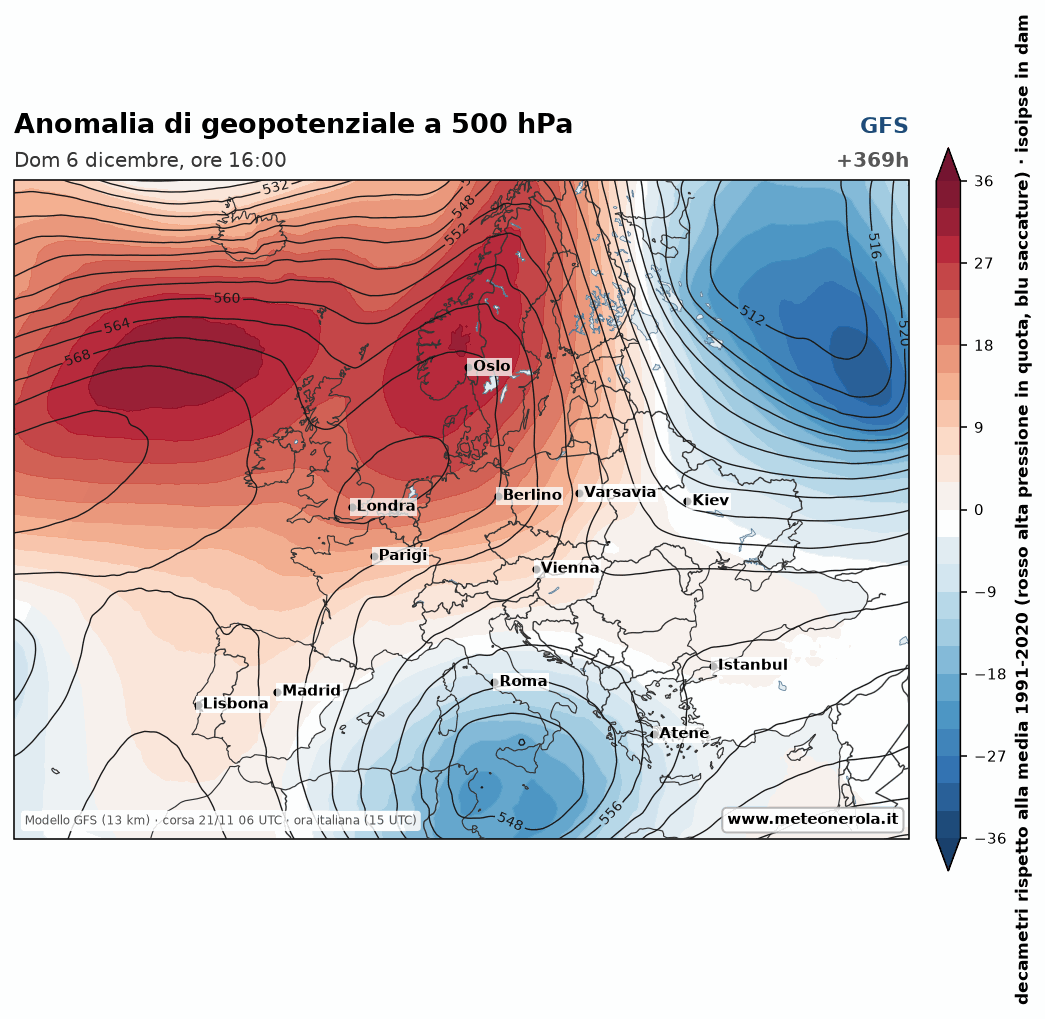 Anomalia di geopotenziale a 500 hPa
GFS
Dom 6 dicembre, ore 16:00
+369h
532
548
552
516
560
512
564
520
568
Oslo
Berlino
Varsavia
Kiev
Londra
Parigi
Vienna
Istanbul
Roma
Madrid
Lisbona
Atene
556
548
Modello GFS (13 km) · corsa 21/11 06 UTC · ora italiana (15 UTC)
www.meteonerola.it
36
27
18
9
0
−9
−18
−27
−36
decametri rispetto alla media 1991-2020 (rosso alta pressione in quota, blu saccature) · isoipse in dam